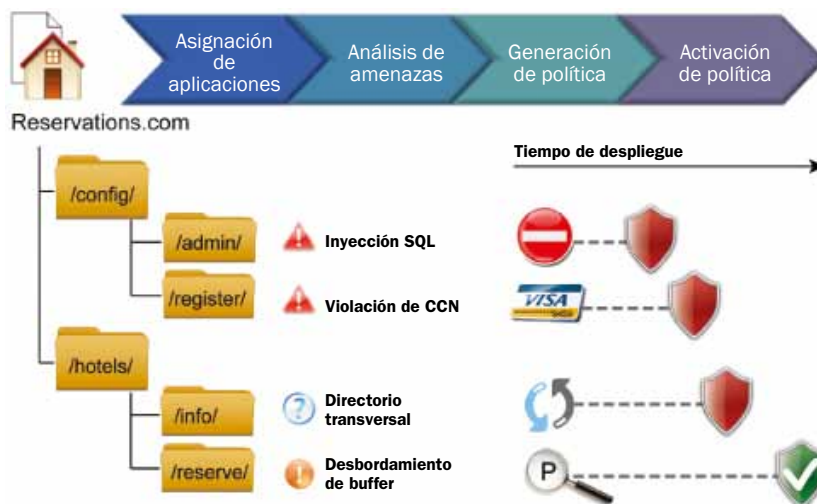 Asignación
de
aplicaciones
Análisis de
amenazas
Generación
de política
Activación
de política
Reservations.com
Tiempo de despliegue
/config/
/admin/
Inyección SQL
/register/
Violación de CCN
VISA
/hotels/
/info/
Directorio
transversal
/reserve/
Desbordamiento
de buffer
P